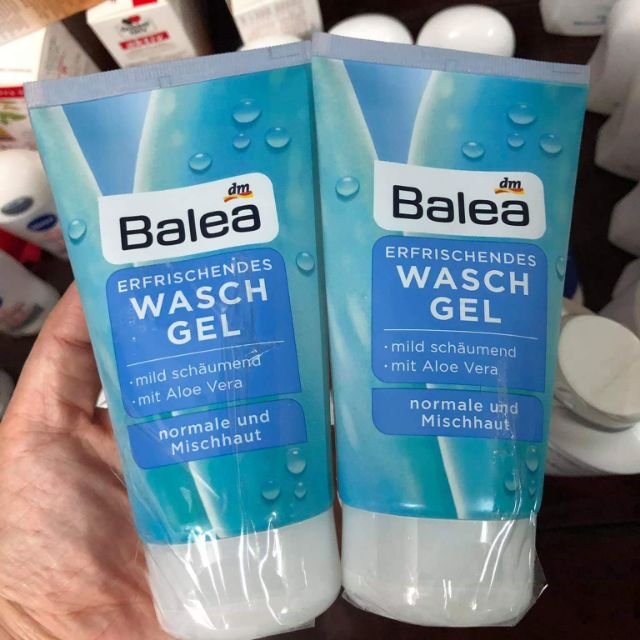 dm
Balea
ERFRISCHENDES
WASCH
GEL
· mild schäumend
· mit Aloe Vera
normale und
Mischhaut
dm
Balea
ERFRISCHENDES
WASCH
GEL
· mild schäumend
· mit Aloe Vera
normale und
Mischhaut